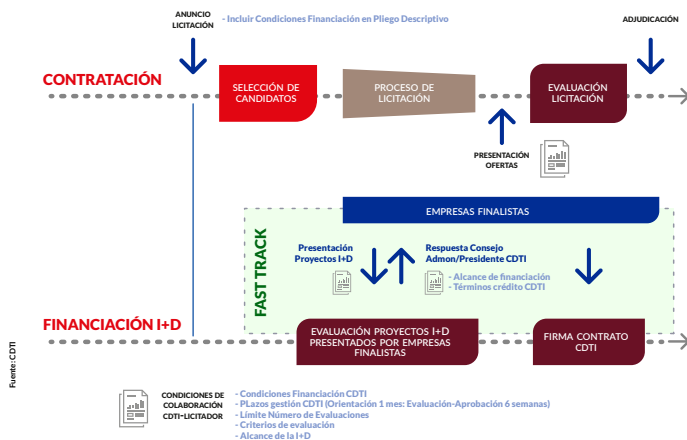 ANUNCIO
LICITACIÓN
- Incluir Condiciones Financiación en Pliego Descriptivo
ADJUDICACIÓN
CONTRATACIÓN
SELECCIÓN DE
CANDIDATOS
PROCESO DE
LICITACIÓN
EVALUACIÓN
LICITACIÓN
PRESENTACIÓN
OFERTAS
EMPRESAS FINALISTAS
FAST TRACK
Presentación
Proyectos I+D
Respuesta Consejo
Admon/Presidente CDTI
- Alcance de financiación
- Términos crédito CDTI
FINANCIACIÓN I+D
EVALUACIÓN PROYECTOS I+D
PRESENTADOS POR EMPRESAS
FINALISTAS
FIRMA CONTRATO
CDTI
Fuente: CDTI
CONDICIONES DE
COLABORACIÓN
CDTI-LICITADOR
- Condiciones Financiación CDTI
- PLazos gestión CDTI (Orientación 1 mes: Evaluación-Aprobación 6 semanas)
- Límite Número de Evaluaciones
- Criterios de evaluación
- Alcance de la I+D